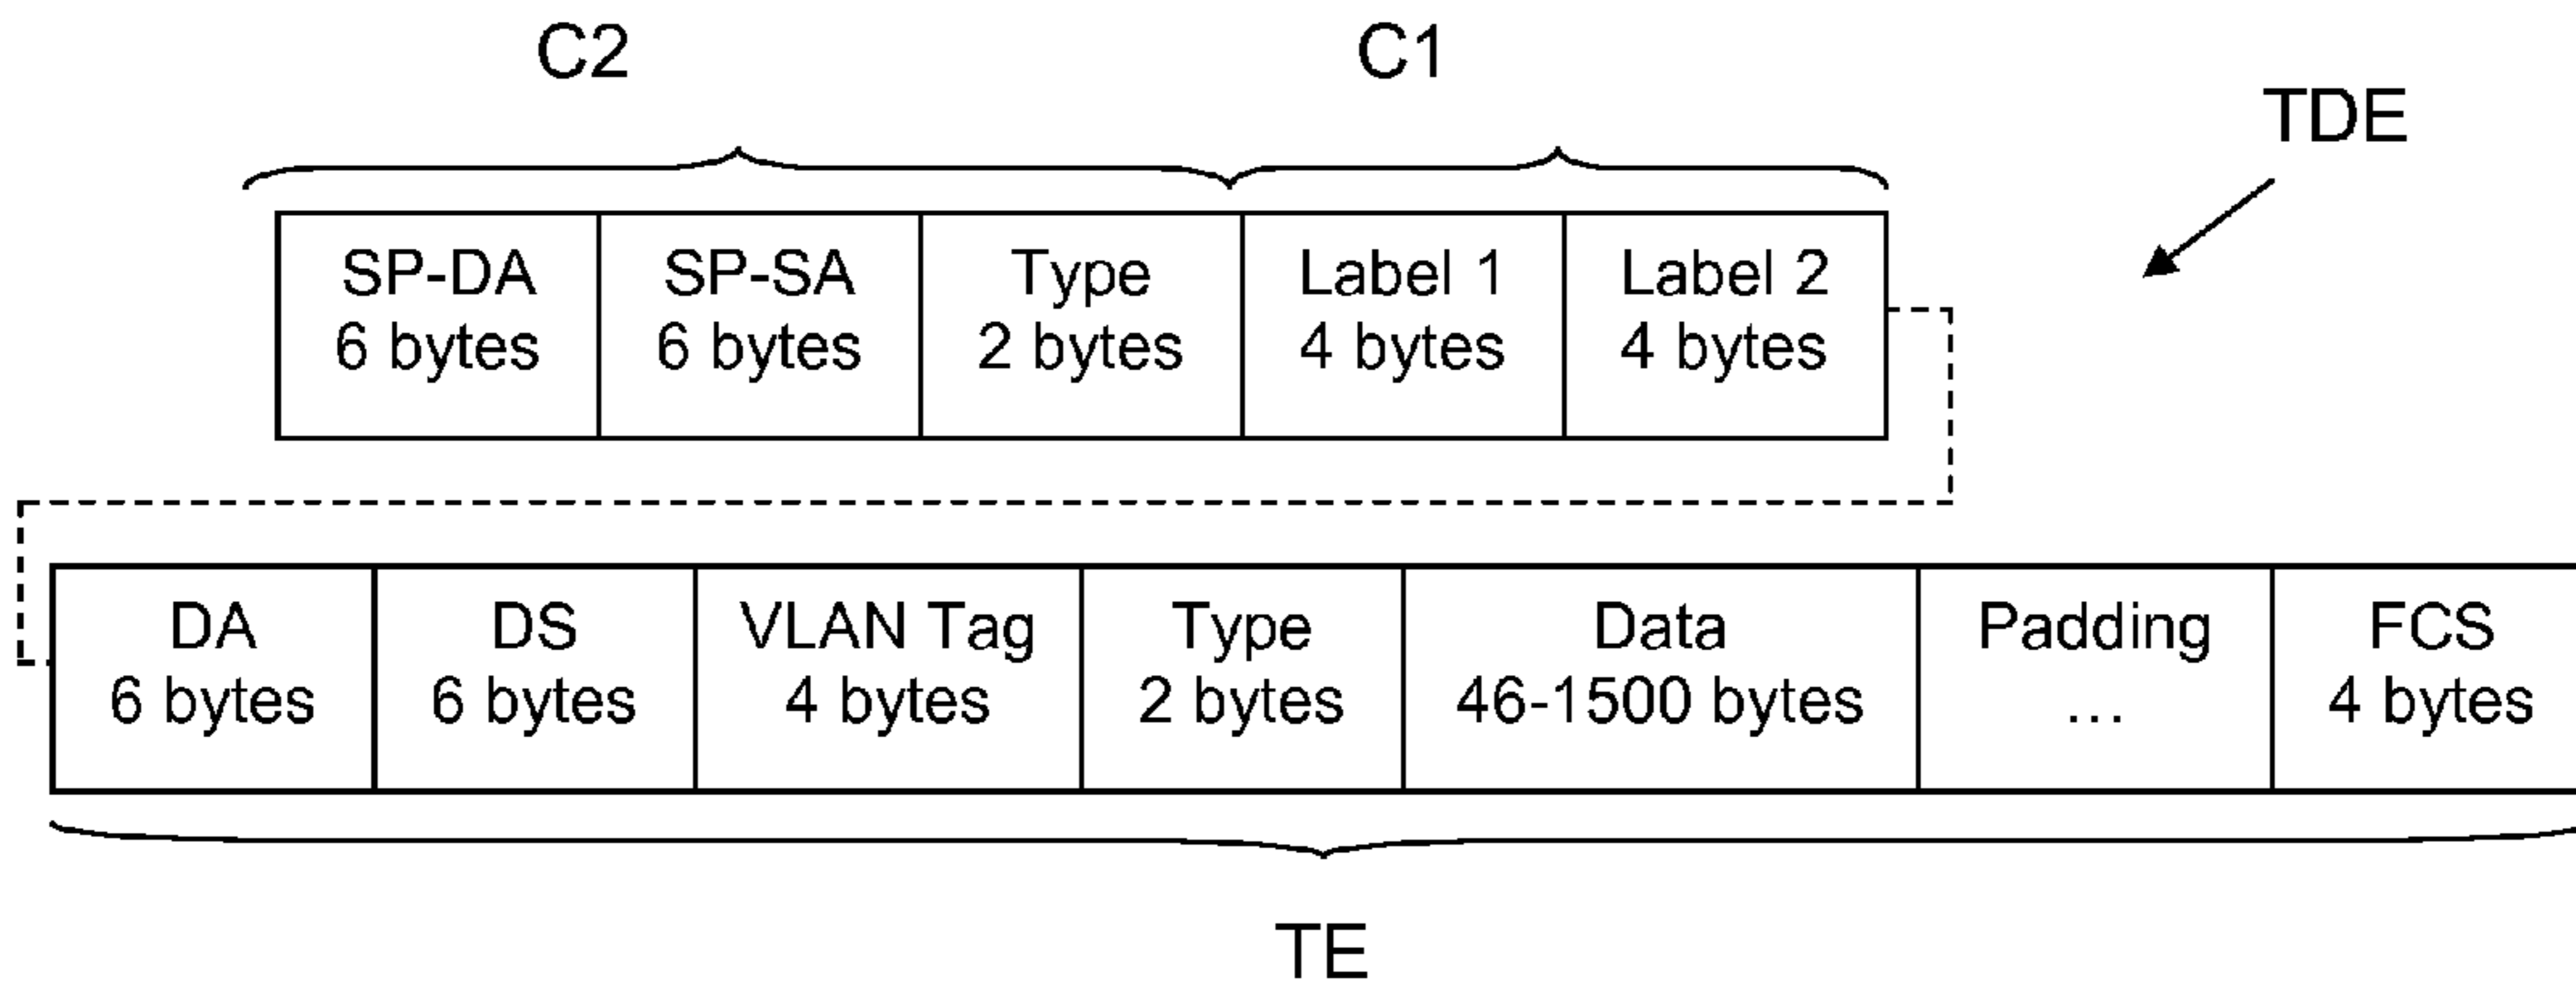 C2 C1
TDE
SP-DA SP-SA Type Label 1 Label 2
6 bytes 6 bytes 2 bytes 4 bytes 4 bytes
DA DS VLAN Tag Type Data Padding FCS
6 bytes 6 bytes 4 bytes 2 bytes 46-1500 bytes ... 4 bytes
TE